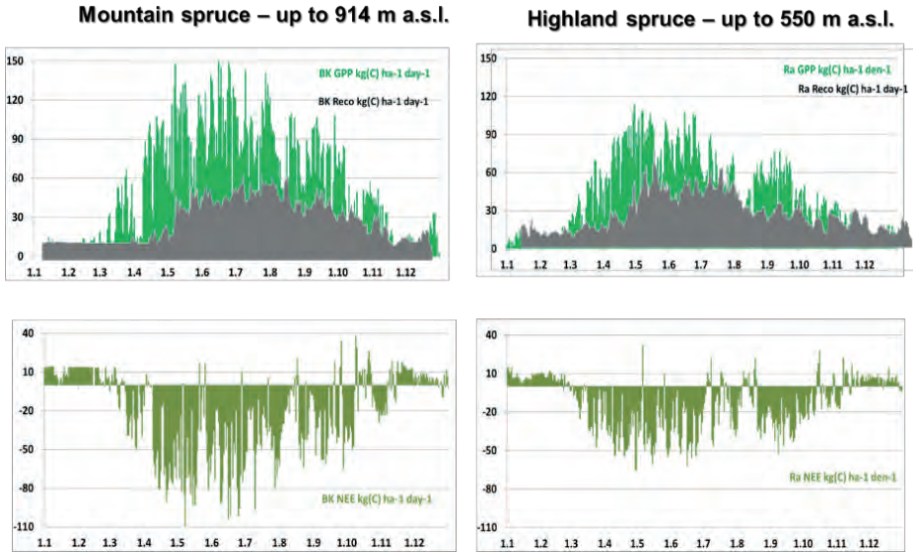 Mountain spruce – up to 914 m a.s.l.
Highland spruce – up to 550 m a.s.l.
150
120
90
60
30
0
BK GPP kg(C) ha-1 day-1
BK Reco kg(C) ha-1 day-1
1.1 1.2 1.3 1.4 1.5 1.6 1.7 1.8 1.9 1.10 1.11 1.12
150
120
90
60
30
0
Ra GPP kg(C) ha-1 den-1
Ra Reco kg(C) ha-1 day-1
1.1 1.2 1.3 1.4 1.5 1.6 1.7 1.8 1.9 1.10 1.11 1.12
40
10
-20
-50
-80
-110
BK NEE kg(C) ha-1 day-1
1.1 1.2 1.3 1.4 1.5 1.6 1.7 1.8 1.9 1.10 1.11 1.12
40
10
-20
-50
-80
-110
Ra NEE kg(C) ha-1 den-1
1.1 1.2 1.3 1.4 1.5 1.6 1.7 1.8 1.9 1.10 1.11 1.12